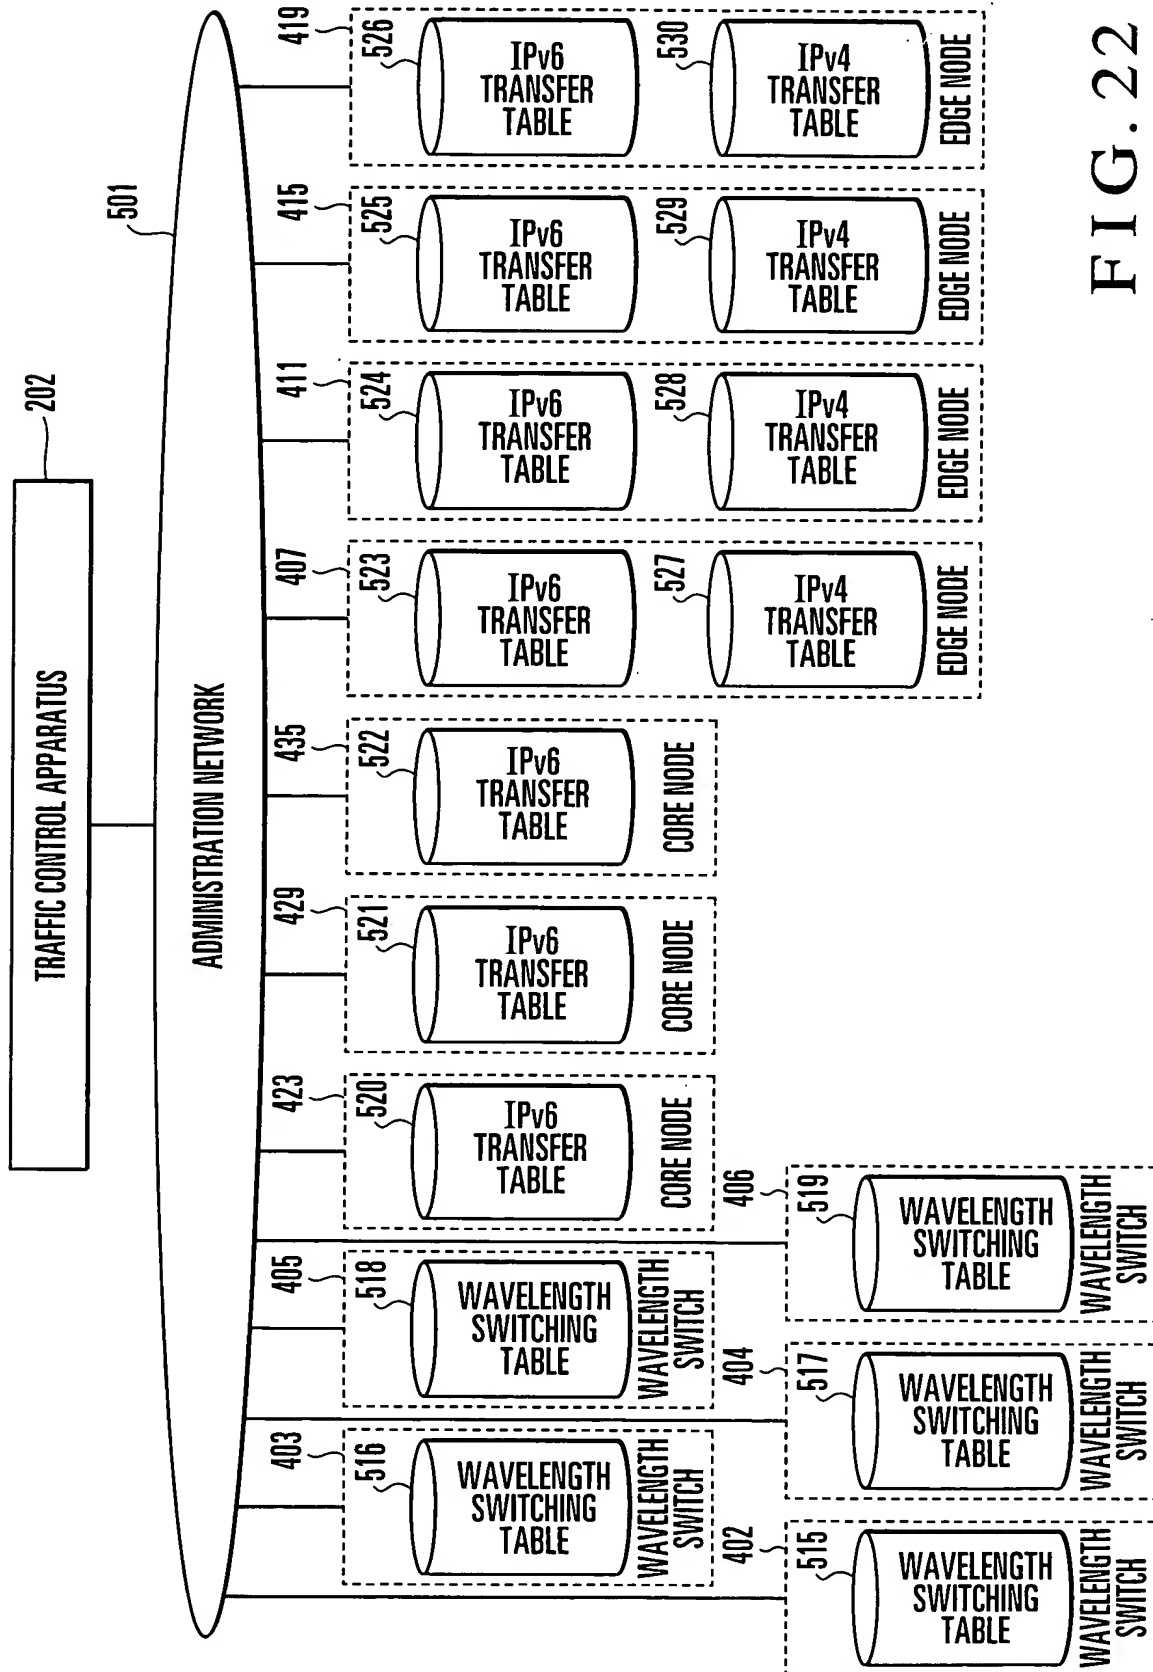 TRAFFIC CONTROL APPARATUS
202
501
ADMINISTRATION NETWORK
403
516
WAVELENGTH
SWITCHING
TABLE
WAVELENGTH
SWITCH
405
518
WAVELENGTH
SWITCHING
TABLE
WAVELENGTH
SWITCH
423
520
IPv6
TRANSFER
TABLE
CORE NODE
429
521
IPv6
TRANSFER
TABLE
CORE NODE
435
522
IPv6
TRANSFER
TABLE
CORE NODE
407
523
IPv6
TRANSFER
TABLE
527
IPv4
TRANSFER
TABLE
EDGE NODE
411
524
IPv6
TRANSFER
TABLE
528
IPv4
TRANSFER
TABLE
EDGE NODE
415
525
IPv6
TRANSFER
TABLE
529
IPv4
TRANSFER
TABLE
EDGE NODE
419
526
IPv6
TRANSFER
TABLE
530
IPv4
TRANSFER
TABLE
EDGE NODE
402
515
WAVELENGTH
SWITCHING
TABLE
WAVELENGTH
SWITCH
404
517
WAVELENGTH
SWITCHING
TABLE
WAVELENGTH
SWITCH
406
519
WAVELENGTH
SWITCHING
TABLE
WAVELENGTH
SWITCH
FIG.22